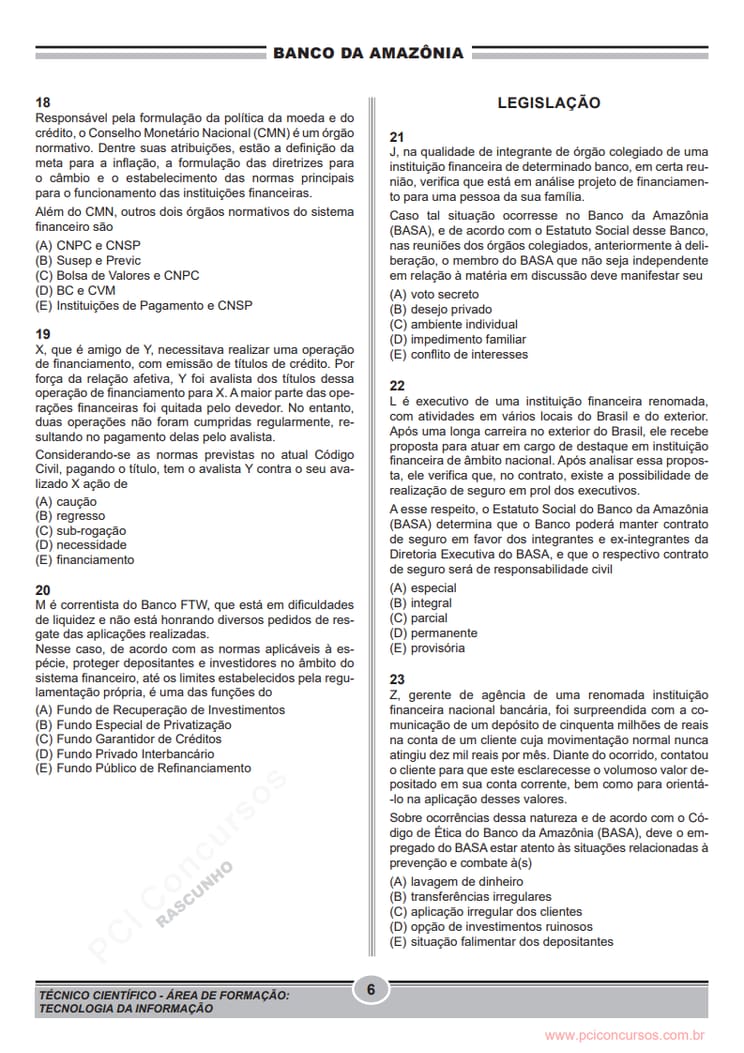 BANCO DA AMAZÔNIA
18
Responsável pela formulação da política da moeda e do
crédito, o Conselho Monetário Nacional (CMN) é um órgão
normativo. Dentre suas atribuições, estão a definição da
meta para a inflação, a formulação das diretrizes para
o câmbio e o estabelecimento das normas principais
para o funcionamento das instituições financeiras.
Além do CMN, outros dois órgãos normativos do sistema
financeiro são
(A) CNPC e CNSP
(B) Susep e Previc
(C) Bolsa de Valores e CNPC
(D) BC e CVM
(E) Instituições de Pagamento e CNSP
19
X, que é amigo de Y, necessitava realizar uma operação
de financiamento, com emissão de títulos de crédito. Por
força da relação afetiva, Y foi avalista dos títulos dessa
operação de financiamento para X. A maior parte das ope-
rações financeiras foi quitada pelo devedor. No entanto,
duas operações não foram cumpridas regularmente, re-
sultando no pagamento delas pelo avalista.
Considerando-se as normas previstas no atual Código
Civil, pagando o título, tem o avalista Y contra o seu ava-
lizado X ação de
(A) caução
(B) regresso
(C) sub-rogação
(D) necessidade
(E) financiamento
20
M é correntista do Banco FTW, que está em dificuldades
de liquidez e não está honrando diversos pedidos de res-
gate das aplicações realizadas.
Nesse caso, de acordo com as normas aplicáveis à es-
pécie, proteger depositantes e investidores no âmbito do
sistema financeiro, até os limites estabelecidos pela regu-
lamentação própria, é uma das funções do
(A) Fundo de Recuperação de Investimentos
(B) Fundo Especial de Privatização
(C) Fundo Garantidor de Créditos
(D) Fundo Privado Interbancário
(E) Fundo Público de Refinanciamento
PCI Concursos
RASCUNHO
LEGISLAÇÃO
21
J, na qualidade de integrante de órgão colegiado de uma
instituição financeira de determinado banco, em certa reu-
nião, verifica que está em análise projeto de financiamen-
to para uma pessoa da sua família.
Caso tal situação ocorresse no Banco da Amazônia
(BASA), e de acordo com o Estatuto Social desse Banco,
nas reuniões dos órgãos colegiados, anteriormente à deli-
beração, o membro do BASA que não seja independente
em relação à matéria em discussão deve manifestar seu
(A) voto secreto
(B) desejo privado
(C) ambiente individual
(D) impedimento familiar
(E) conflito de interesses
22
L é executivo de uma instituição financeira renomada,
com atividades em vários locais do Brasil e do exterior.
Após uma longa carreira no exterior do Brasil, ele recebe
proposta para atuar em cargo de destaque em instituição
financeira de âmbito nacional. Após analisar essa propos-
ta, ele verifica que, no contrato, existe a possibilidade de
realização de seguro em prol dos executivos.
A esse respeito, o Estatuto Social do Banco da Amazônia
(BASA) determina que o Banco poderá manter contrato
de seguro em favor dos integrantes e ex-integrantes da
Diretoria Executiva do BASA, e que o respectivo contrato
de seguro será de responsabilidade civil
(A) especial
(B) integral
(C) parcial
(D) permanente
(E) provisória
23
Z, gerente de agência de uma renomada instituição
financeira nacional bancária, foi surpreendida com a co-
municação de um depósito de cinquenta milhões de reais
na conta de um cliente cuja movimentação normal nunca
atingiu dez mil reais por mês. Diante do ocorrido, contatou
o cliente para que este esclarecesse o volumoso valor de-
positado em sua conta corrente, bem como para orientá-
-lo na aplicação desses valores.
Sobre ocorrências dessa natureza e de acordo com o Có-
digo de Ética do Banco da Amazônia (BASA), deve o em-
pregado do BASA estar atento às situações relacionadas à
prevenção e combate à(s)
(A) lavagem de dinheiro
(B) transferências irregulares
(C) aplicação irregular dos clientes
(D) opção de investimentos ruinosos
(E) situação falimentar dos depositantes
TÉCNICO CIENTÍFICO - ÁREA DE FORMAÇÃO:
TECNOLOGIA DA INFORMAÇÃO
6
www.pciconcursos.com.br